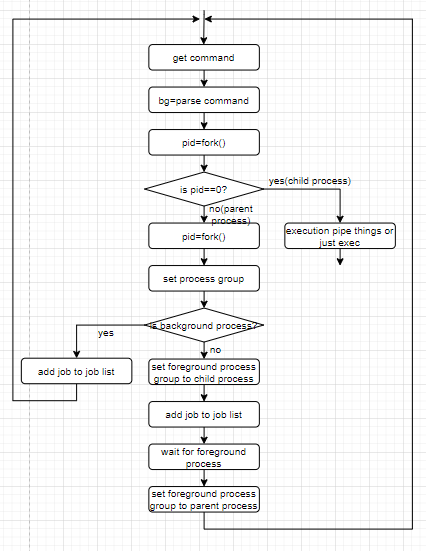 get command
bg=parse command
pid=fork()
is pid==0?
yes(child process)
no(parent
process)
pid=fork()
execution pipe things or
just exec
set process group
is background process?
yes
no
add job to job list
set foreground process
group to child process
add job to job list
wait for foreground
process
set foreground process
group to parent process